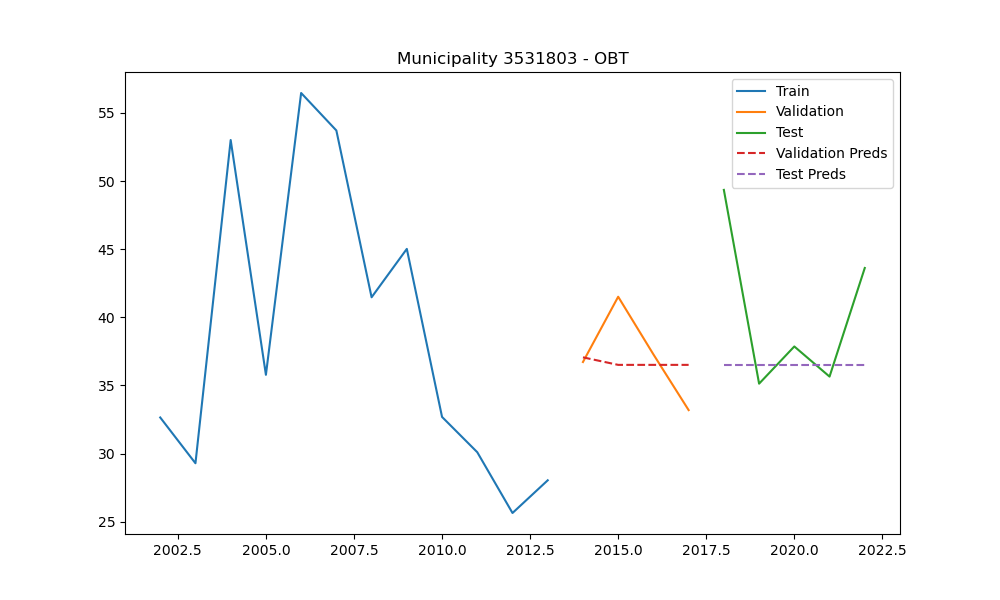 Municipality 3531803 - OBT
Train
Validation
Test
Validation Preds
Test Preds
55
50
45
40
35
30
25
2002.5 2005.0 2007.5 2010.0 2012.5 2015.0 2017.5 2020.0 2022.5